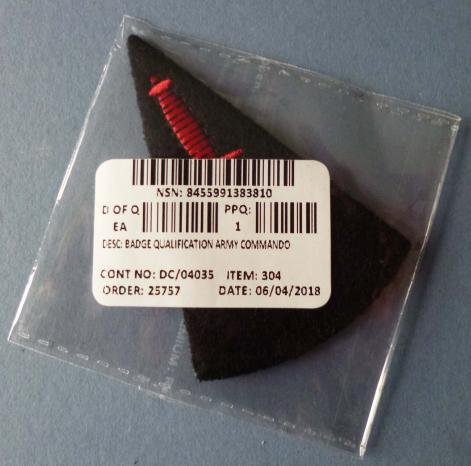 NSN: 8455991383810
D OF Q PPQ:
EA 1
DESC: BADGE QUALIFICATION ARMY COMMANDO
CONT NO: DC/04035 ITEM: 304
ORDER: 25757 DATE: 06/04/2018